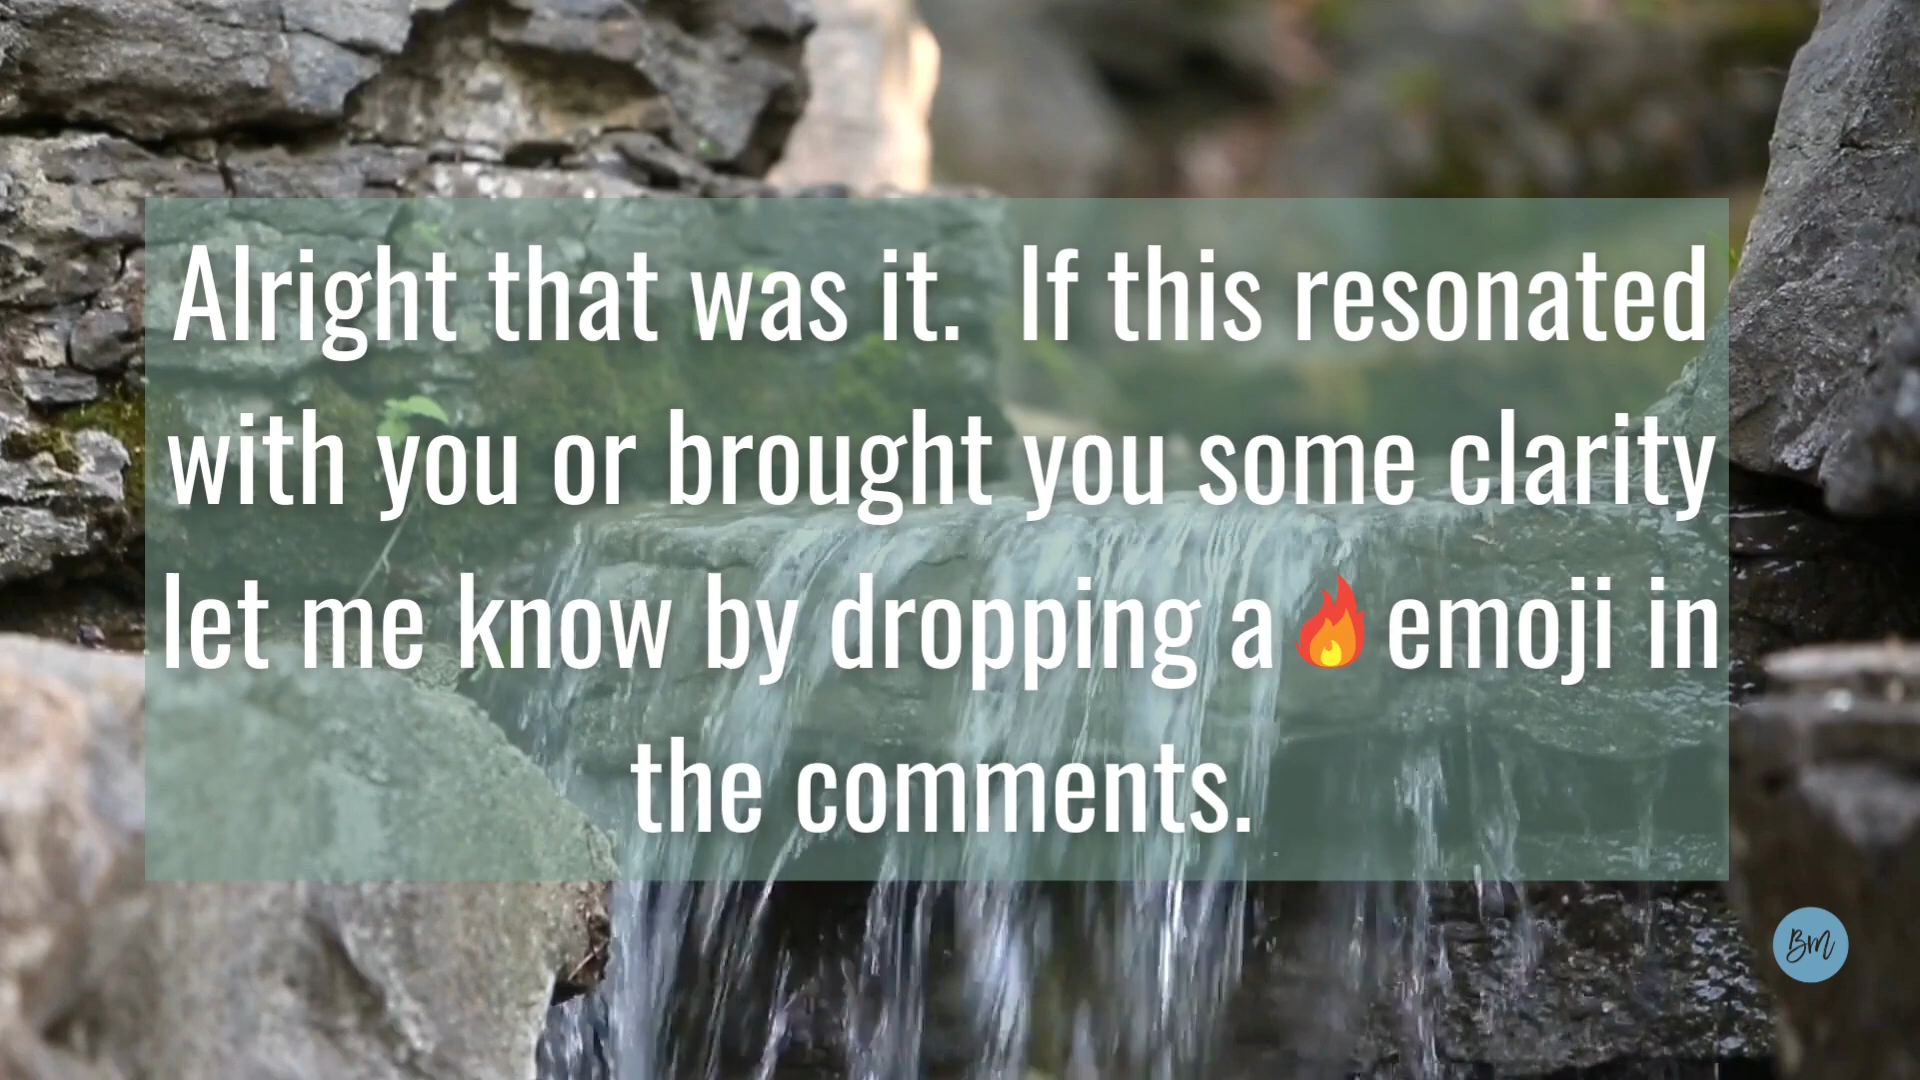 Alright that was it.  If this resonated
with you or brought you some clarity
let me know by dropping a 🔥 emoji in
the comments.
BM